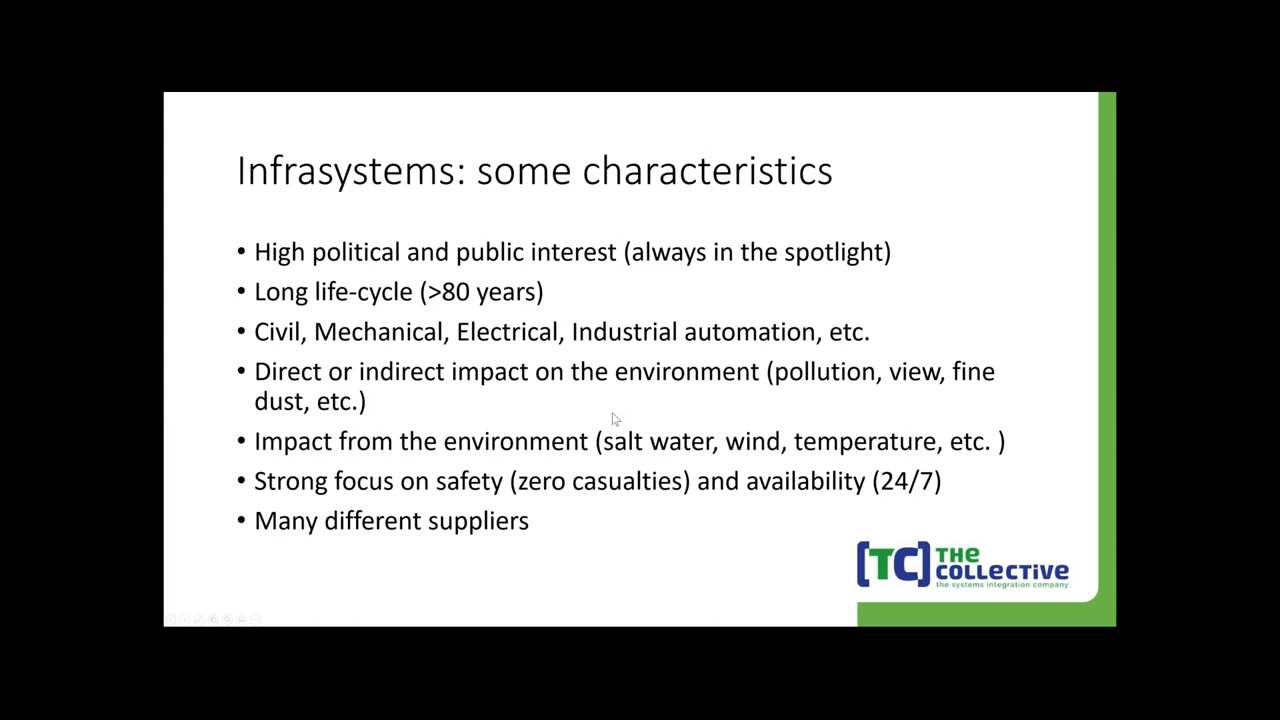 Infrasystems: some characteristics
• High political and public interest (always in the spotlight)
• Long life-cycle (>80 years)
• Civil, Mechanical, Electrical, Industrial automation, etc.
• Direct or indirect impact on the environment (pollution, view, fine
dust, etc.)
• Impact from the environment (salt water, wind, temperature, etc. )
• Strong focus on safety (zero casualties) and availability (24/7)
• Many different suppliers
[TC] THE
COLLECTIVE
the systems integration company